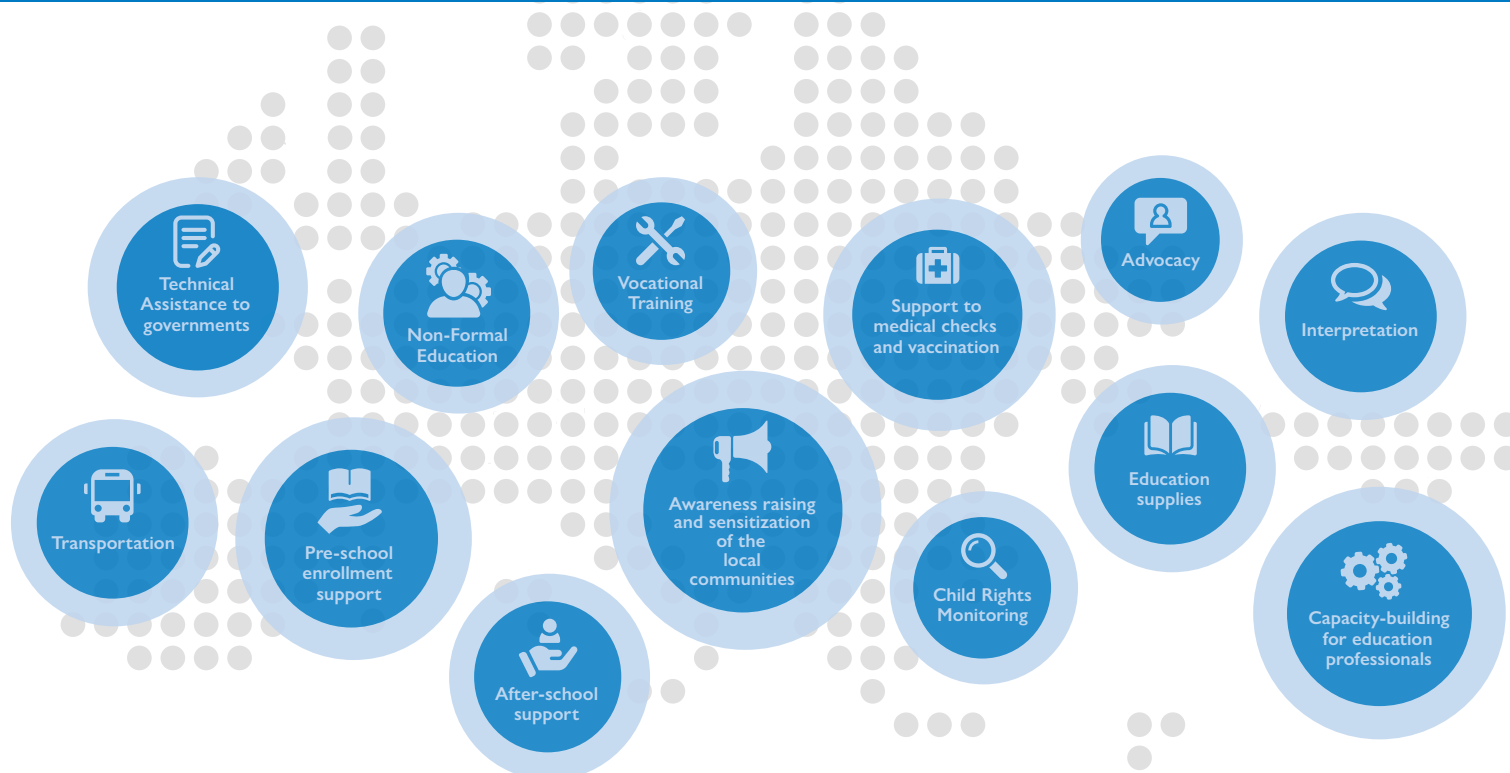 Technical
Assistance to
governments
Non-Formal
Education
Vocational
Training
Support to
medical checks
and vaccination
Advocacy
Interpretation
Transportation
Pre-school
enrollment
support
After-school
support
Awareness raising
and sensitization
of the
local
communities
Child Rights
Monitoring
Education
supplies
Capacity-building
for education
professionals